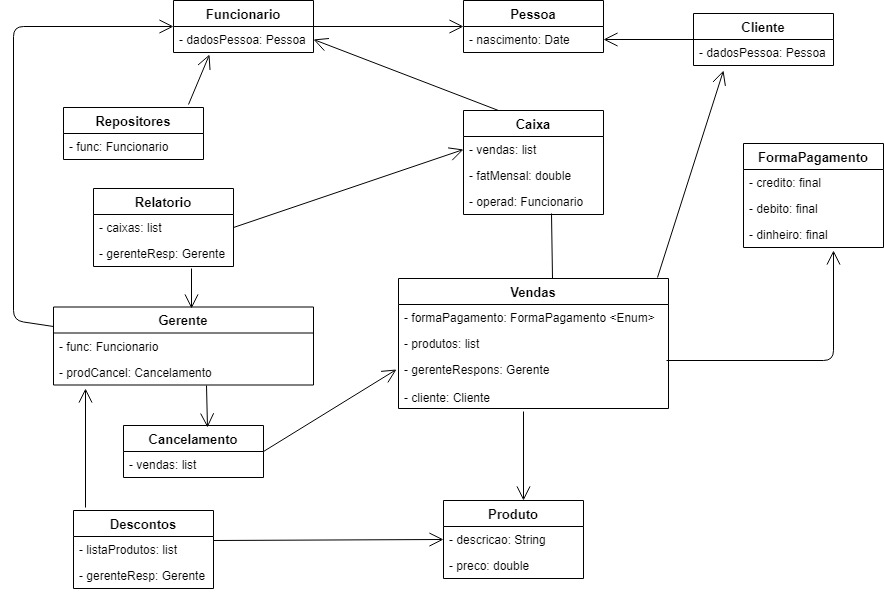 Funcionario
- dadosPessoa: Pessoa
Pessoa
- nascimento: Date
Cliente
- dadosPessoa: Pessoa
Repositores
- func: Funcionario
Caixa
- vendas: list
- fatMensal: double
- operad: Funcionario
FormaPagamento
- credito: final
- debito: final
- dinheiro: final
Relatorio
- caixas: list
- gerenteResp: Gerente
Gerente
- func: Funcionario
- prodCancel: Cancelamento
Vendas
- formaPagamento: FormaPagamento <Enum>
- produtos: list
- gerenteRespons: Gerente
- cliente: Cliente
Cancelamento
- vendas: list
Descontos
- listaProdutos: list
- gerenteResp: Gerente
Produto
- descricao: String
- preco: double